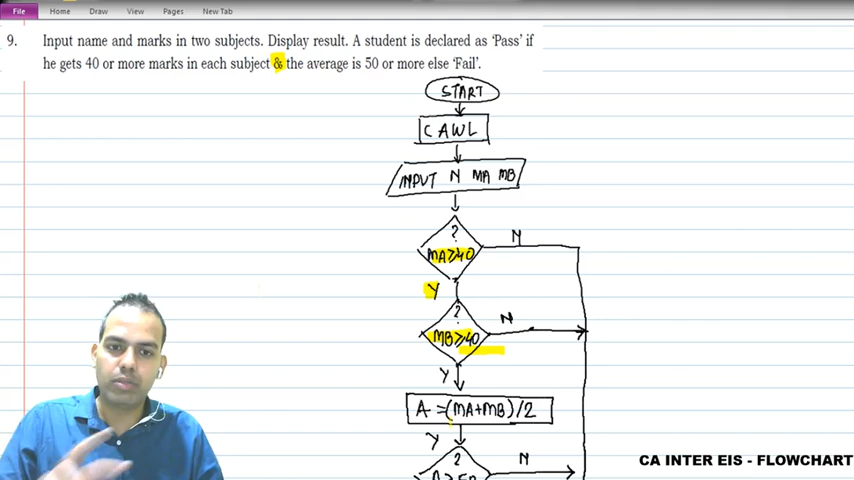 File Home Draw View Pages New Tab
9. Input name and marks in two subjects. Display result. A student is declared as 'Pass' if
he gets 40 or more marks in each subject & the average is 50 or more else 'Fail'.
START
CAWL
INPUT N MA MB
?
N
MA≥40
Y
?
N
MB≥40
Y
A =(MA+MB)/2
Y
?
N
CA INTER EIS - FLOWCHART